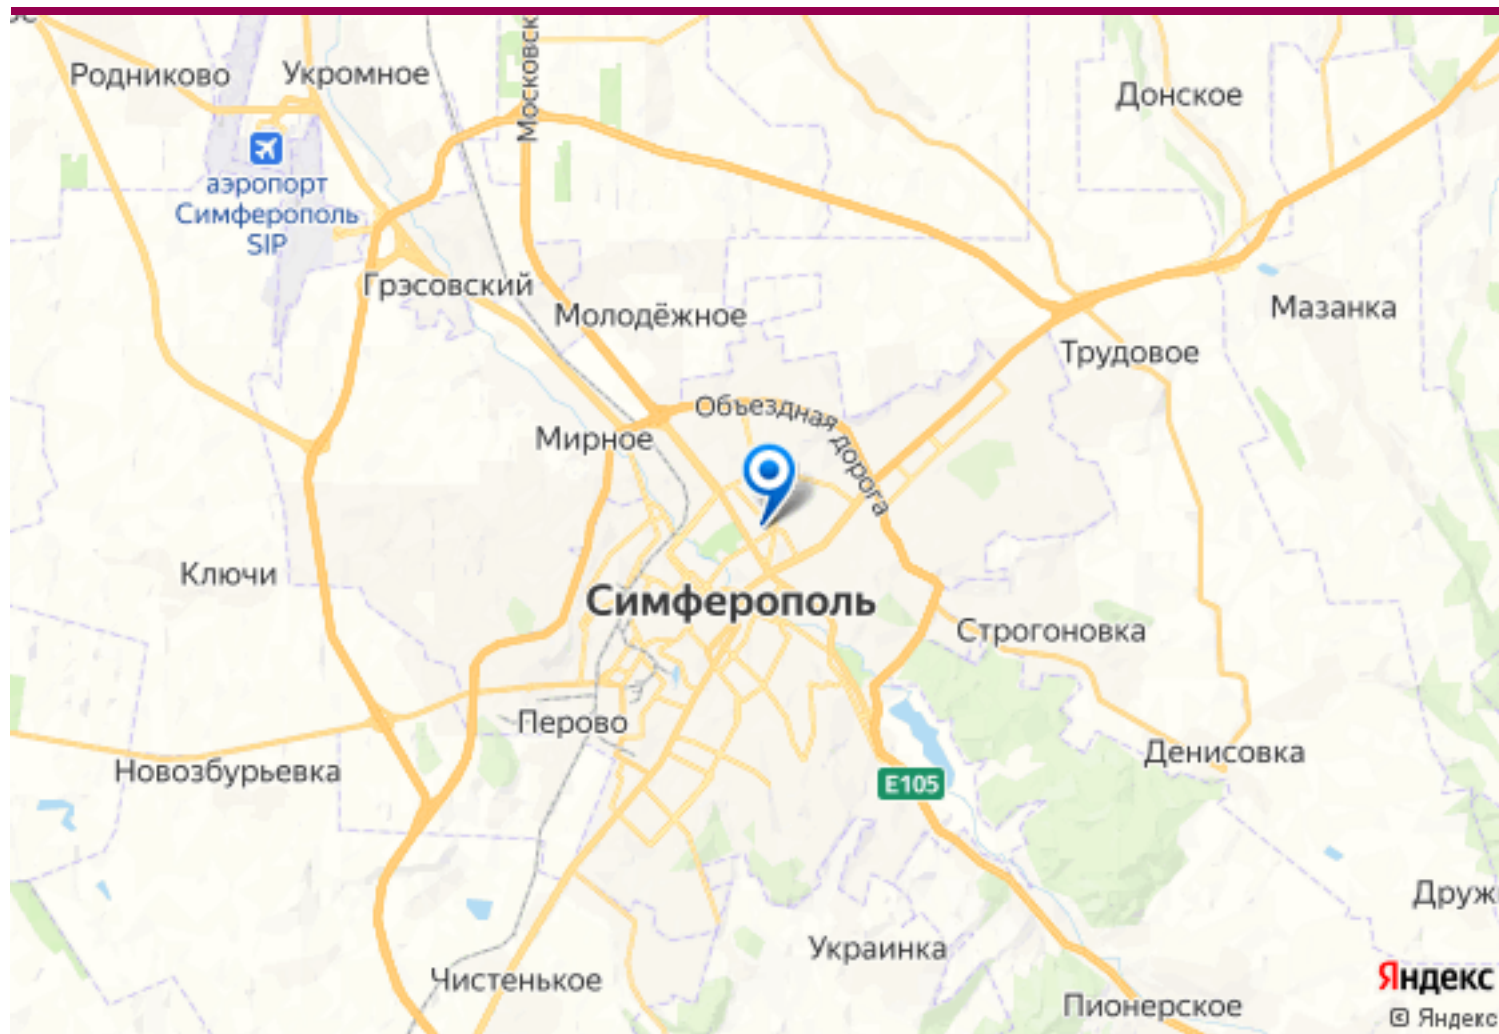 Родниково
Укромное
Московск
Донское
аэропорт
Симферополь
SIP
Грэсовский
Молодёжное
Мазанка
Трудовое
Объездная дорога
Мирное
Ключи
Симферополь
Строгоновка
Перово
Денисовка
Новозбурьевка
E105
Друж
Украинка
Чистенькое
Яндекс
Пионерское
© Яндекс